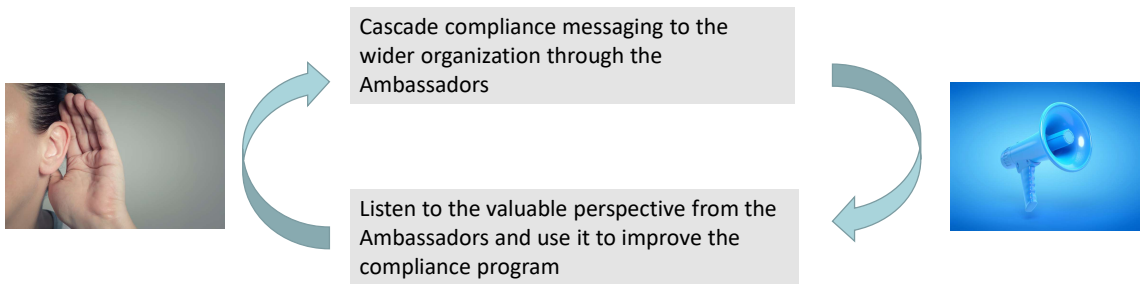 Cascade compliance messaging to the
wider organization through the
Ambassadors
Listen to the valuable perspective from the
Ambassadors and use it to improve the
compliance program